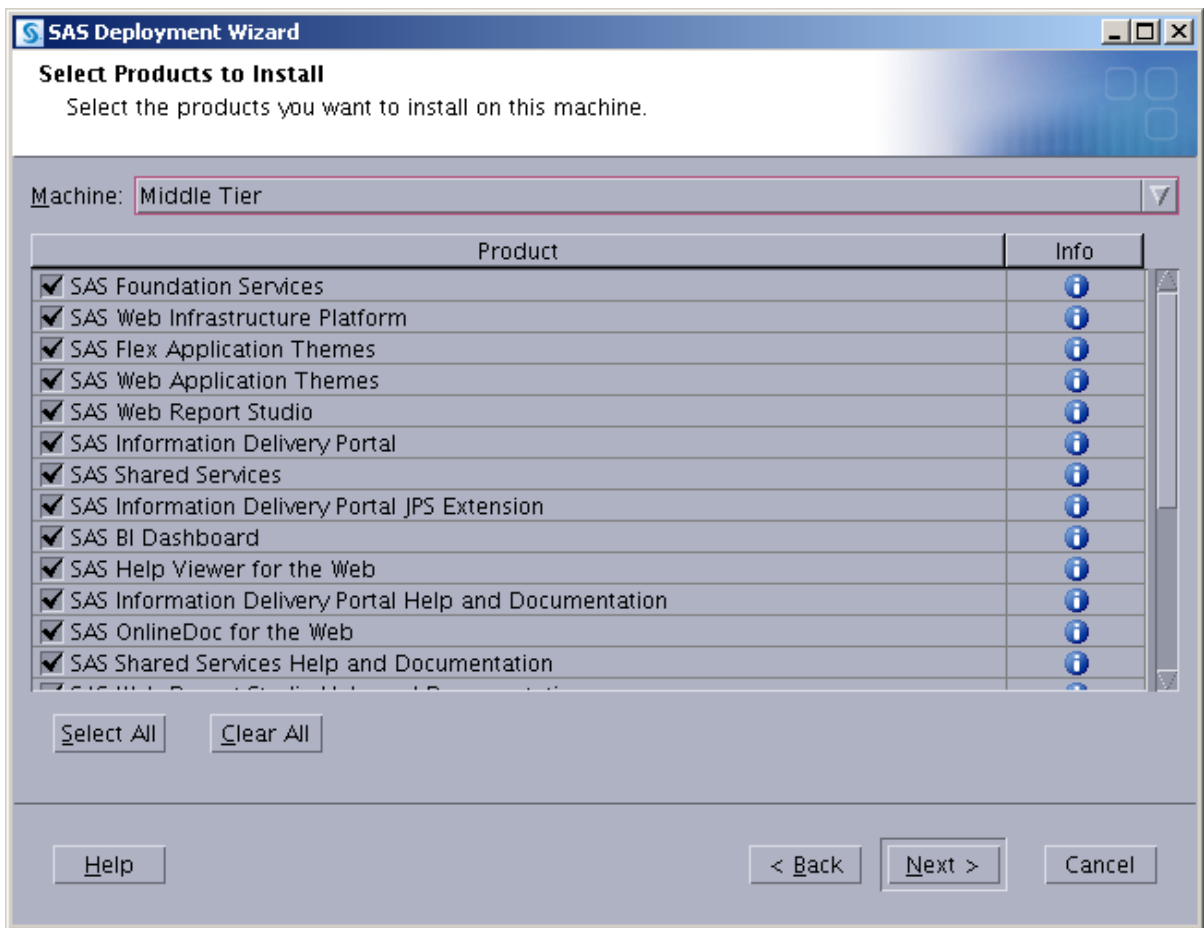 SAS Deployment Wizard
Select Products to Install
Select the products you want to install on this machine.
Machine: Middle Tier
Product Info
SAS Foundation Services
SAS Web Infrastructure Platform
SAS Flex Application Themes
SAS Web Application Themes
SAS Web Report Studio
SAS Information Delivery Portal
SAS Shared Services
SAS Information Delivery Portal JPS Extension
SAS BI Dashboard
SAS Help Viewer for the Web
SAS Information Delivery Portal Help and Documentation
SAS OnlineDoc for the Web
SAS Shared Services Help and Documentation
Select All Clear All
Help < Back Next > Cancel